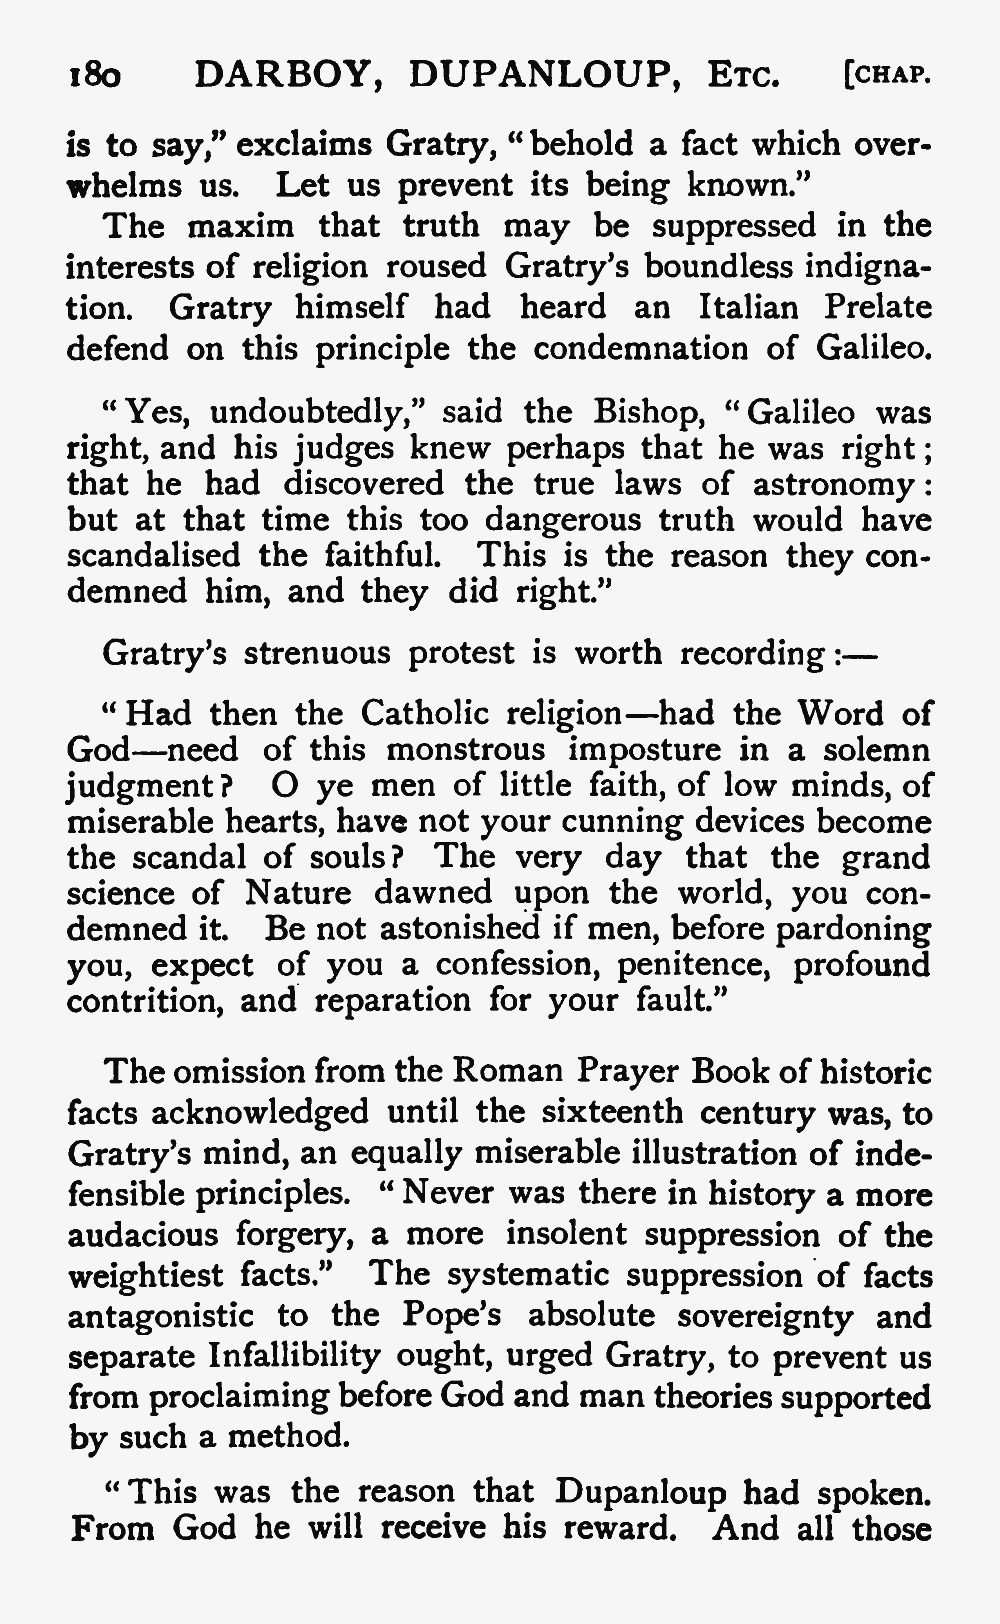 180 DARBOY, DUPANLOUP, ETC. [CHAP.
is to say,” exclaims Gratry, “behold a fact which over-
whelms us. Let us prevent its being known.”
The maxim that truth may be suppressed in the
interests of religion roused Gratry’s boundless indigna-
tion. Gratry himself had heard an Italian Prelate
defend on this principle the condemnation of Galileo.
“Yes, undoubtedly,” said the Bishop, “Galileo was
right, and his judges knew perhaps that he was right;
that he had discovered the true laws of astronomy:
but at that time this too dangerous truth would have
scandalised the faithful. This is the reason they con-
demned him, and they did right.”
Gratry’s strenuous protest is worth recording:—
“Had then the Catholic religion—had the Word of
God—need of this monstrous imposture in a solemn
judgment? O ye men of little faith, of low minds, of
miserable hearts, have not your cunning devices become
the scandal of souls? The very day that the grand
science of Nature dawned upon the world, you con-
demned it. Be not astonished if men, before pardoning
you, expect of you a confession, penitence, profound
contrition, and reparation for your fault.”
The omission from the Roman Prayer Book of historic
facts acknowledged until the sixteenth century was, to
Gratry’s mind, an equally miserable illustration of inde-
fensible principles. “Never was there in history a more
audacious forgery, a more insolent suppression of the
weightiest facts.” The systematic suppression of facts
antagonistic to the Pope’s absolute sovereignty and
separate Infallibility ought, urged Gratry, to prevent us
from proclaiming before God and man theories supported
by such a method.
“This was the reason that Dupanloup had spoken.
From God he will receive his reward. And all those